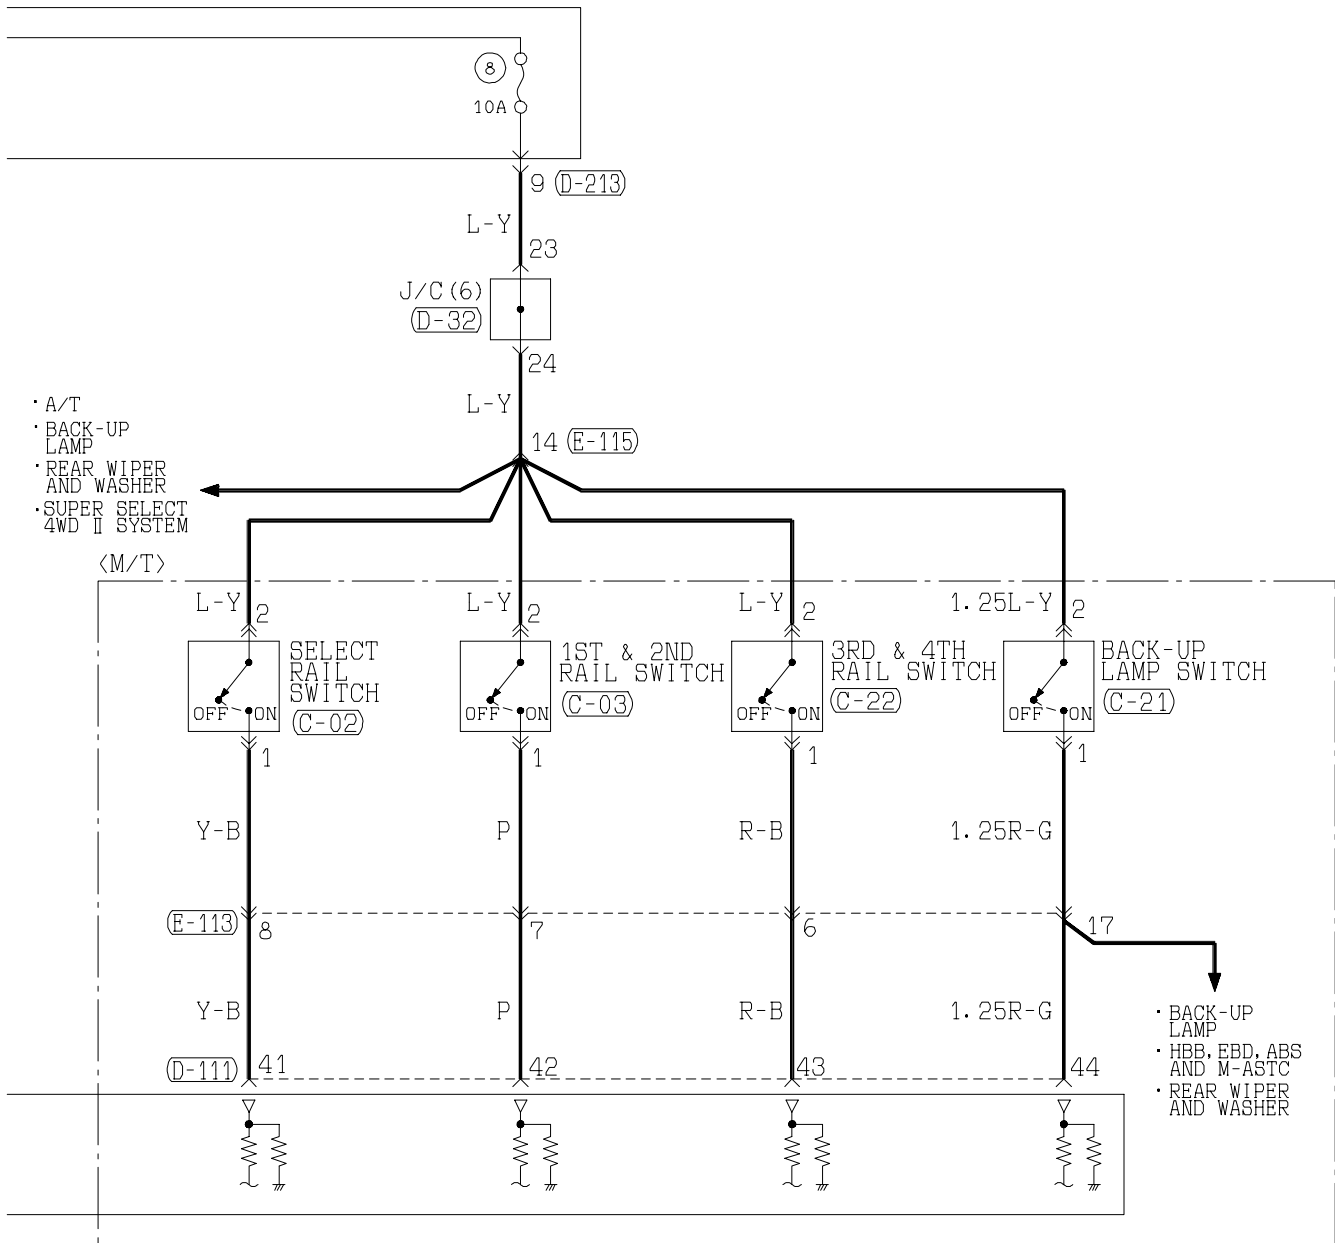 8
10A
9 (D-213)
L-Y
23
J/C(6)
(D-32)
24
L-Y
14 (E-115)
· A/T
· BACK-UP
LAMP
· REAR WIPER
AND WASHER
· SUPER SELECT
4WD Ⅱ SYSTEM
〈M/T〉
L-Y 2
L-Y 2
L-Y 2
1.25L-Y 2
SELECT
RAIL
SWITCH
(C-02)
OFF ON
1ST & 2ND
RAIL SWITCH
(C-03)
OFF ON
3RD & 4TH
RAIL SWITCH
(C-22)
OFF ON
BACK-UP
LAMP SWITCH
(C-21)
OFF ON
1
1
1
1
Y-B
P
R-B
1.25R-G
(E-113) 8
7
6
17
Y-B
P
R-B
1.25R-G
· BACK-UP
LAMP
· HBB, EBD, ABS
AND M-ASTC
· REAR WIPER
AND WASHER
(D-111) 41
42
43
44